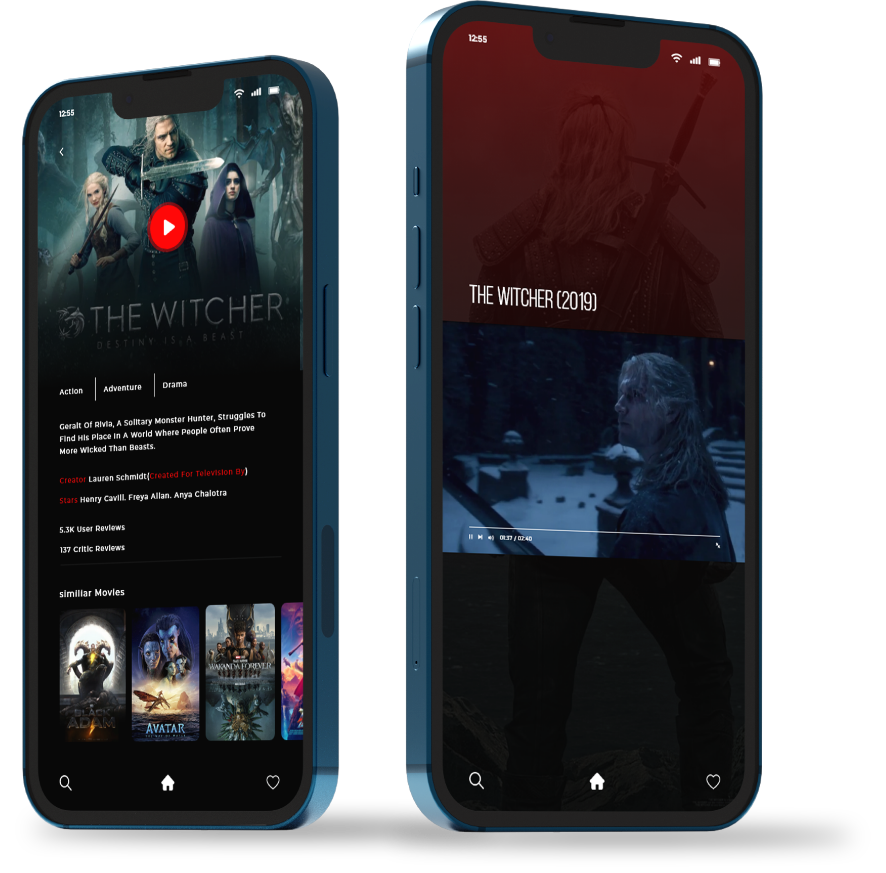 12:55
THE WITCHER
DESTINY IS A BEAST
Action
Adventure
Drama
Geralt Of Rivia, A Solitary Monster Hunter, Struggles To
Find His Place In A World Where People Often Prove
More Wicked Than Beasts.
Creator Lauren Schmidt(Created For Television By)
Stars Henry Cavill. Freya Allan. Anya Chalotra
5.3K User Reviews
137 Critic Reviews
similiar Movies
BLACK
ADAM
AVATAR
THE WAY OF WATER
WAKANDA FOREVER
12:55
THE WITCHER (2019)
01:37 / 02:40